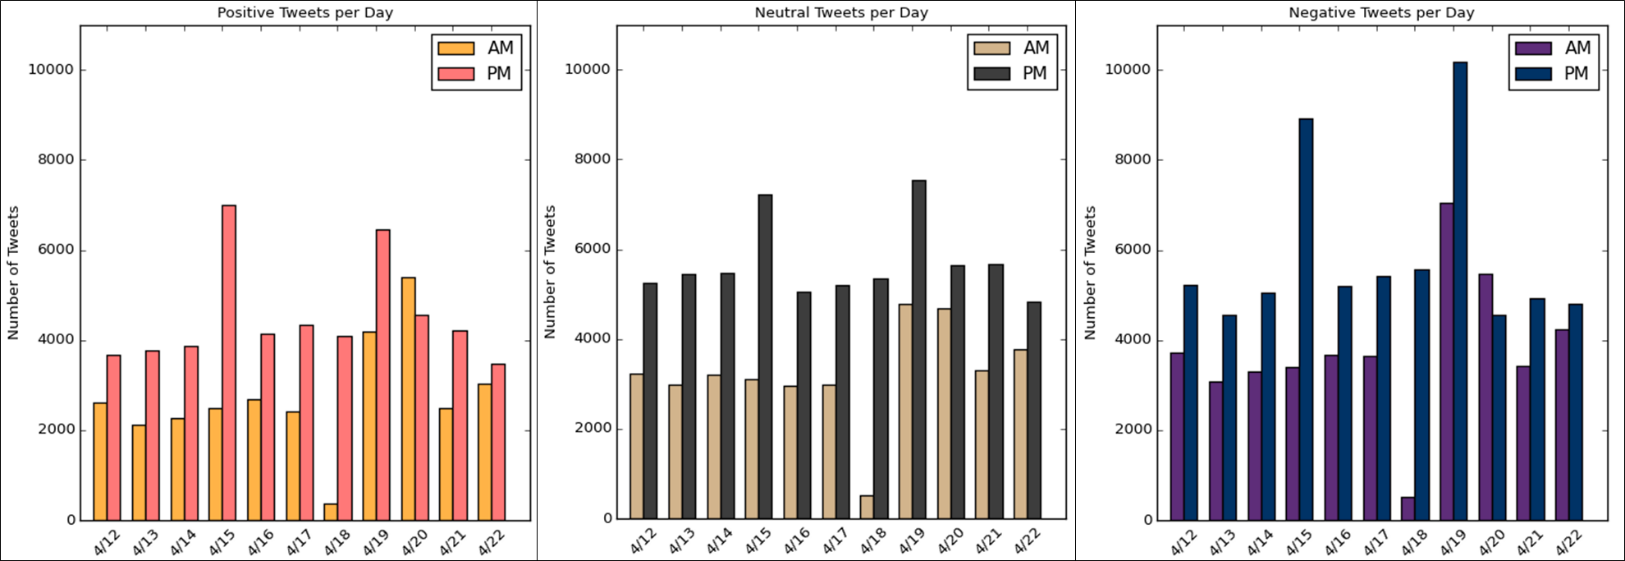 Positive Tweets per Day
AM
PM
Number of Tweets
10000
8000
6000
4000
2000
0
4/12 4/13 4/14 4/15 4/16 4/17 4/18 4/19 4/20 4/21 4/22
Neutral Tweets per Day
AM
PM
Number of Tweets
10000
8000
6000
4000
2000
0
4/12 4/13 4/14 4/15 4/16 4/17 4/18 4/19 4/20 4/21 4/22
Negative Tweets per Day
AM
PM
Number of Tweets
10000
8000
6000
4000
2000
0
4/12 4/13 4/14 4/15 4/16 4/17 4/18 4/19 4/20 4/21 4/22